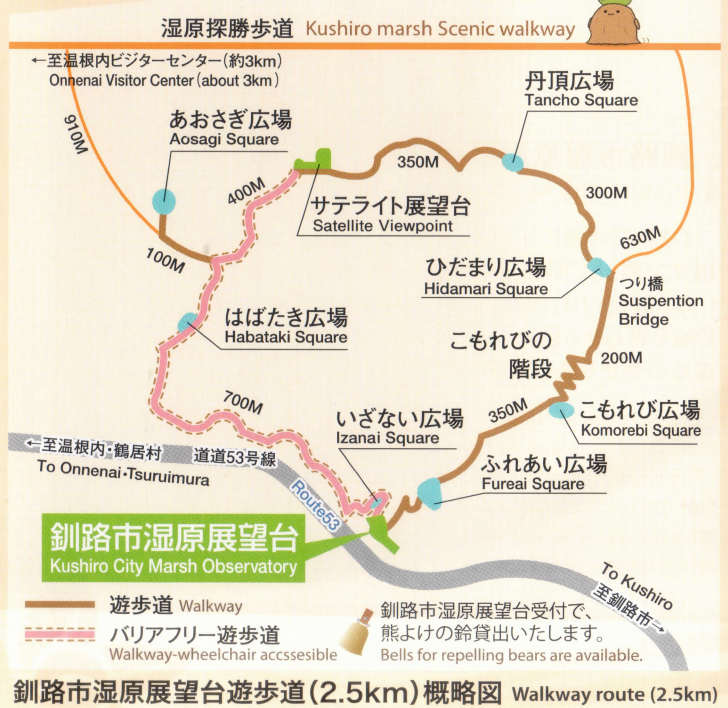 湿原探勝歩道 Kushiro marsh Scenic walkway
←至温根内ビジターセンター(約3km)
Onnenai Visitor Center (about 3km)
910M
あおさぎ広場
Aosagi Square
丹頂広場
Tancho Square
350M
400M
サテライト展望台
Satellite Viewpoint
300M
630M
100M
ひだまり広場
Hidamari Square
つり橋
Suspention
Bridge
はばたき広場
Habataki Square
こもれびの
階段
200M
700M
いざない広場
Izanai Square
350M
こもれび広場
Komorebi Square
←至温根内・鶴居村 道道53号線
To Onnenai・Tsuruimura
ふれあい広場
Fureai Square
Route53
釧路市湿原展望台
Kushiro City Marsh Observatory
To Kushiro
至釧路市→
遊歩道 Walkway
バリアフリー遊歩道
Walkway-wheelchair accssesible
釧路市湿原展望台受付で、
熊よけの鈴貸出いたします。
Bells for repelling bears are available.
釧路市湿原展望台遊歩道(2.5km)概略図 Walkway route (2.5km)